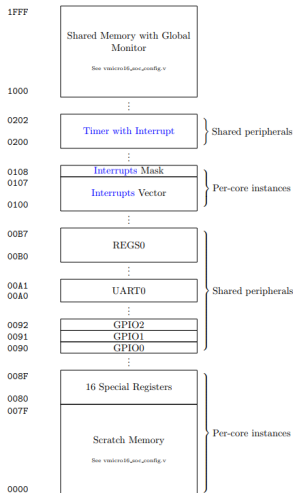 1FFF
Shared Memory with Global
Monitor
See vmicro16_soc_config.v
1000
⋮
0202
Timer with Interrupt
Shared peripherals
0200
⋮
0108
Interrupts Mask
0107
Interrupts Vector
Per-core instances
0100
⋮
00B7
REGS0
00B0
⋮
00A1
UART0
Shared peripherals
00A0
⋮
0092
GPIO2
0091
GPIO1
0090
GPIO0
⋮
008F
16 Special Registers
0080
007F
Per-core instances
Scratch Memory
See vmicro16_soc_config.v
0000